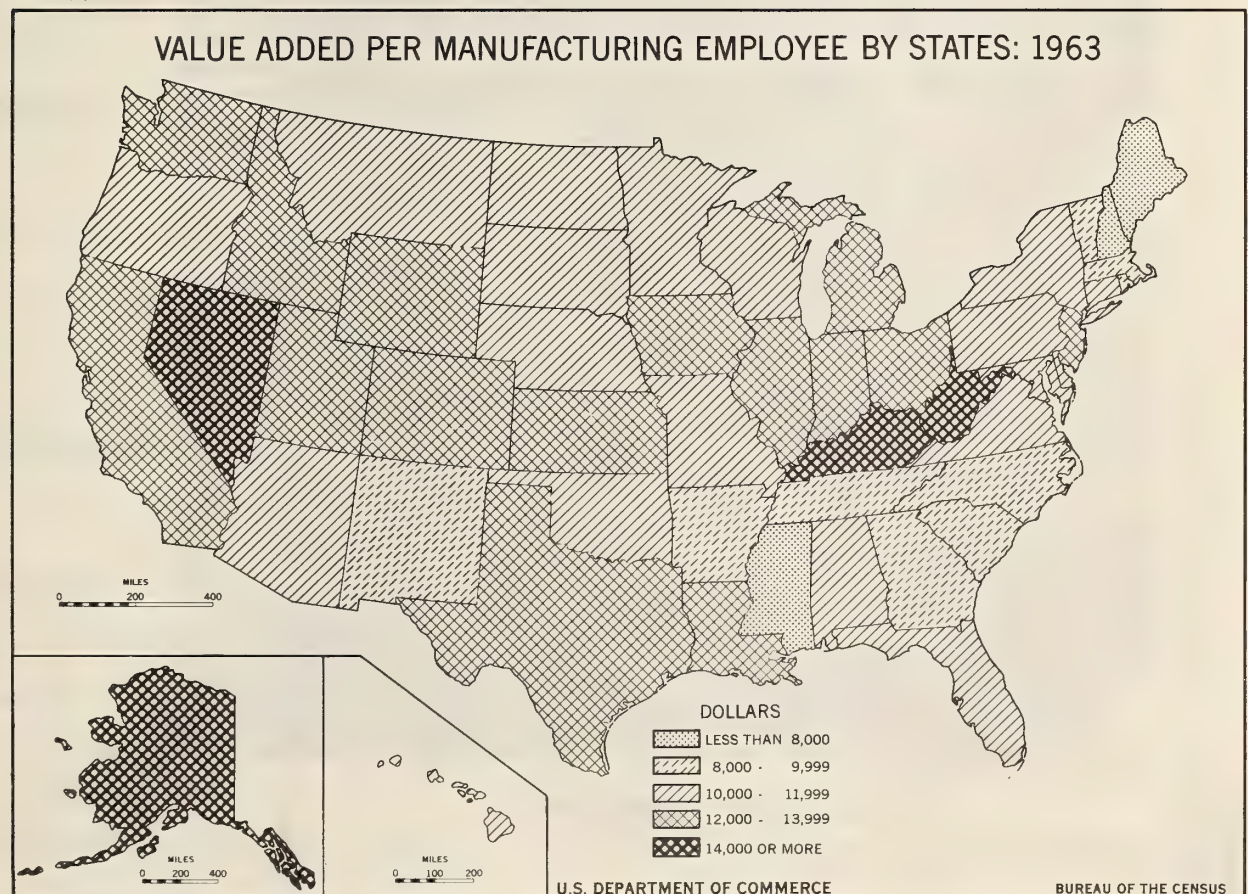 VALUE ADDED PER MANUFACTURING EMPLOYEE BY STATES: 1963
MILES
0 200 400
MILES
0 200 400
MILES
0 100 200
DOLLARS
LESS THAN 8,000
8,000 - 9,999
10,000 - 11,999
12,000 - 13,999
14,000 OR MORE
U.S. DEPARTMENT OF COMMERCE
BUREAU OF THE CENSUS